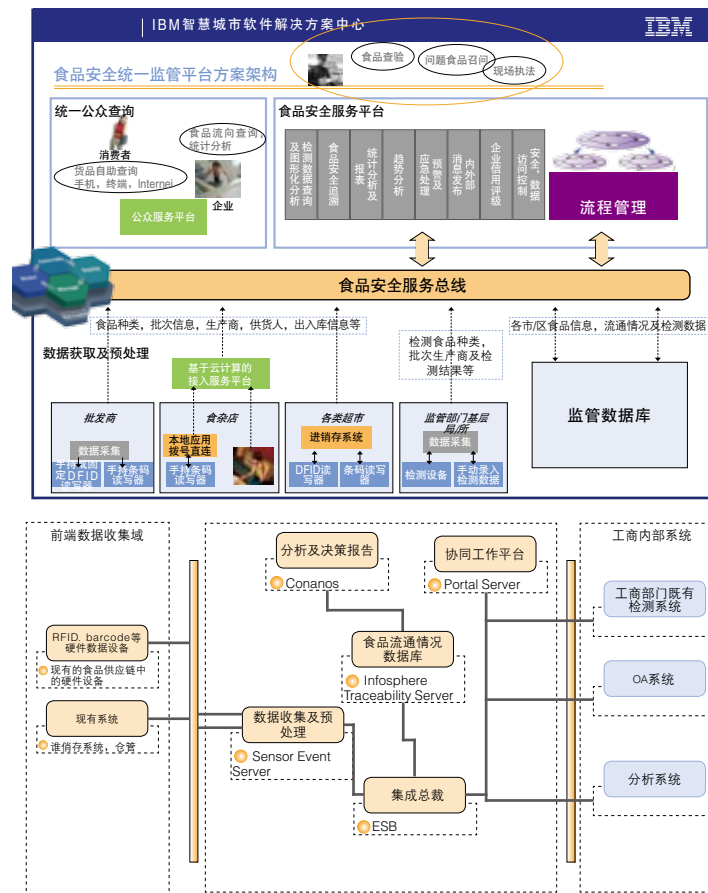 IBM智慧城市软件解决方案中心
IBM
食品安全统一监管平台方案架构
食品查验
问题食品召问
现场执法
统一公众查询
消费者
货品自助查询
手机，终端，Internei
食品流向查询，
统计分析
企业
公众服务平台
食品安全服务平台
检测数据查询
及图形化分析
食品安全追溯
统计分析及
报表
趋势分析
预警及
应急处理
内外部
消息发布
企业信用评级
安全，数据
访问控制
流程管理
食品安全服务总线
食品种类，批次信息，生产商，供货人，出入库信息等
检测食品种类，
批次生产商及检
测结果等
各市/区食品信息，流通情况及检测数据
数据获取及预处理
基于云计算的
接入服务平台
批发商
数据采集
手持或固
定DFID
读写器
手持条码
读写器
食杂店
本地应用
拨号直连
手持条码
读写器
各类超市
进销存系统
DFID读
写器
条码读写
器
监管部门基层
局/所
数据采集
检测设备
手动录入
检测数据
监管数据库
前端数据收集域
RFID. barcode等
硬件数据设备
现有的食品供应链中
的硬件设备
现有系统
谁俏存系统，仓管
分析及决策报告
Conanos
协同工作平台
Portal Server
食品流通情况
数据库
Infosphere
Traceability Server
数据收集及预
处理
Sensor Event
Server
集成总裁
ESB
工商内部系统
工商部门既有
检测系统
OA系统
分析系统